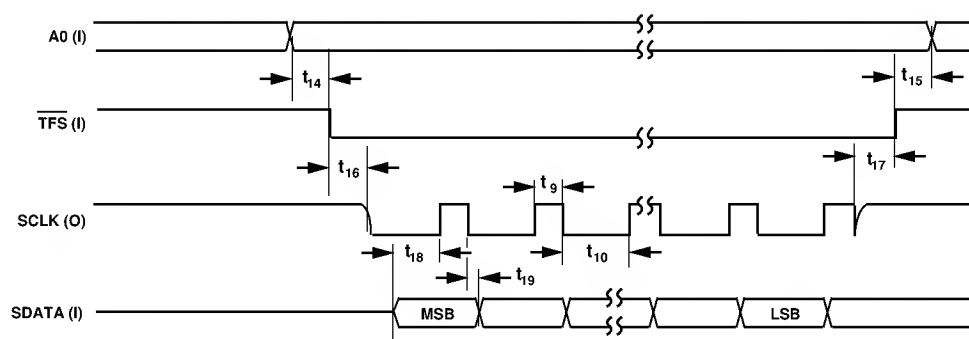 A0 (I)
t14
t15
TFS (I)
t16
t17
t9
SCLK (O)
t18
t10
t19
SDATA (I)
MSB
LSB